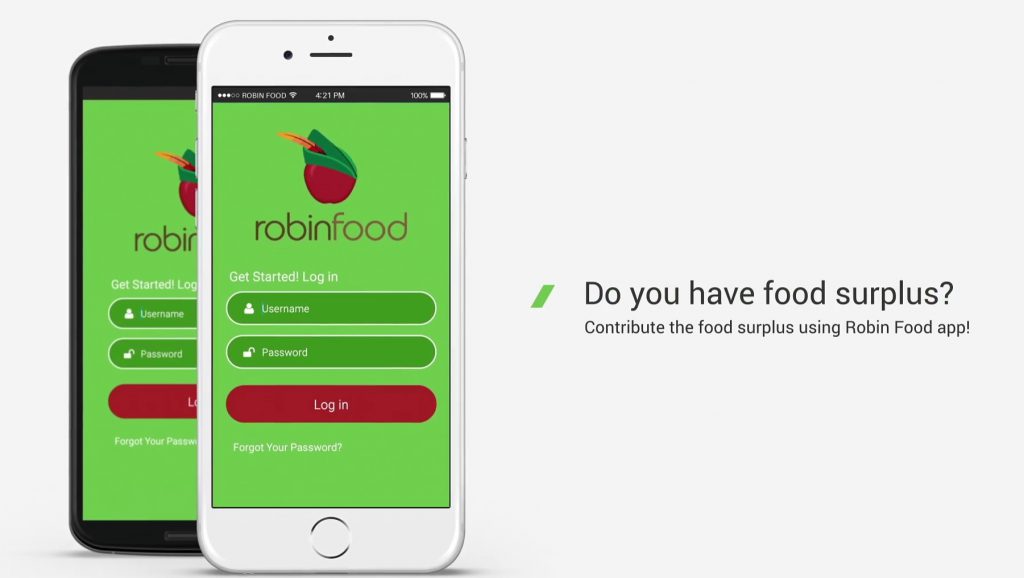 robin
Get Started! Log
Username
Password
Lo
Forgot Your Passw
ROBIN FOOD 4:21 PM 100%
robinfood
Get Started! Log in
Username
Password
Log in
Forgot Your Password?
Do you have food surplus?
Contribute the food surplus using Robin Food app!